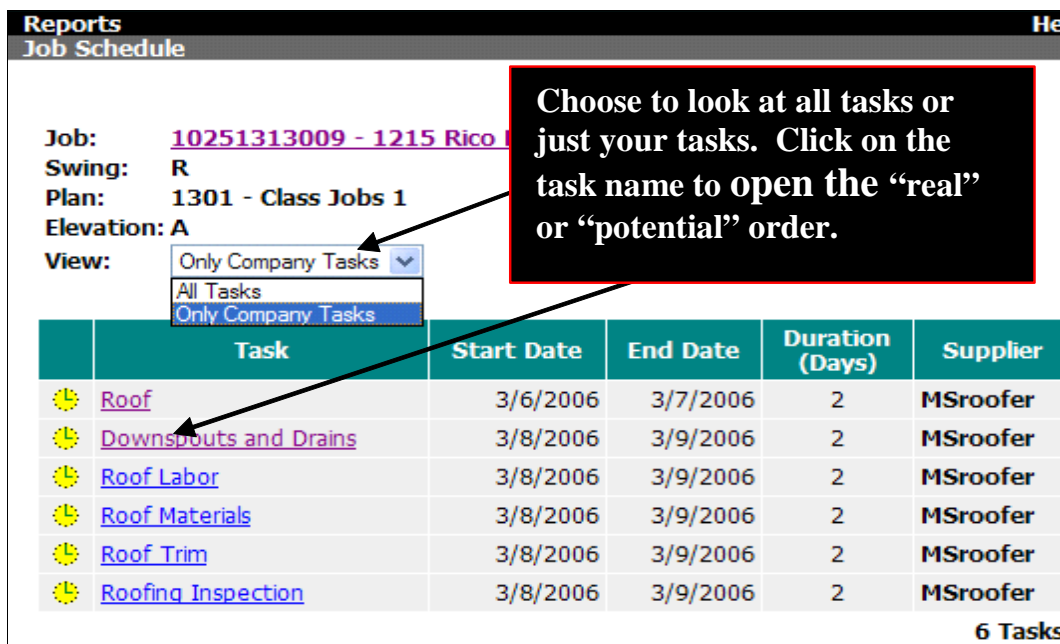 Reports He
Job Schedule
Choose to look at all tasks or
just your tasks. Click on the
task name to open the “real”
or “potential” order.
Job: 10251313009 - 1215 Rico
Swing: R
Plan: 1301 - Class Jobs 1
Elevation: A
View: Only Company Tasks
All Tasks
Only Company Tasks
Task Start Date End Date Duration (Days) Supplier
Roof 3/6/2006 3/7/2006 2 MSroofer
Downspouts and Drains 3/8/2006 3/9/2006 2 MSroofer
Roof Labor 3/8/2006 3/9/2006 2 MSroofer
Roof Materials 3/8/2006 3/9/2006 2 MSroofer
Roof Trim 3/8/2006 3/9/2006 2 MSroofer
Roofing Inspection 3/8/2006 3/9/2006 2 MSroofer
6 Tasks